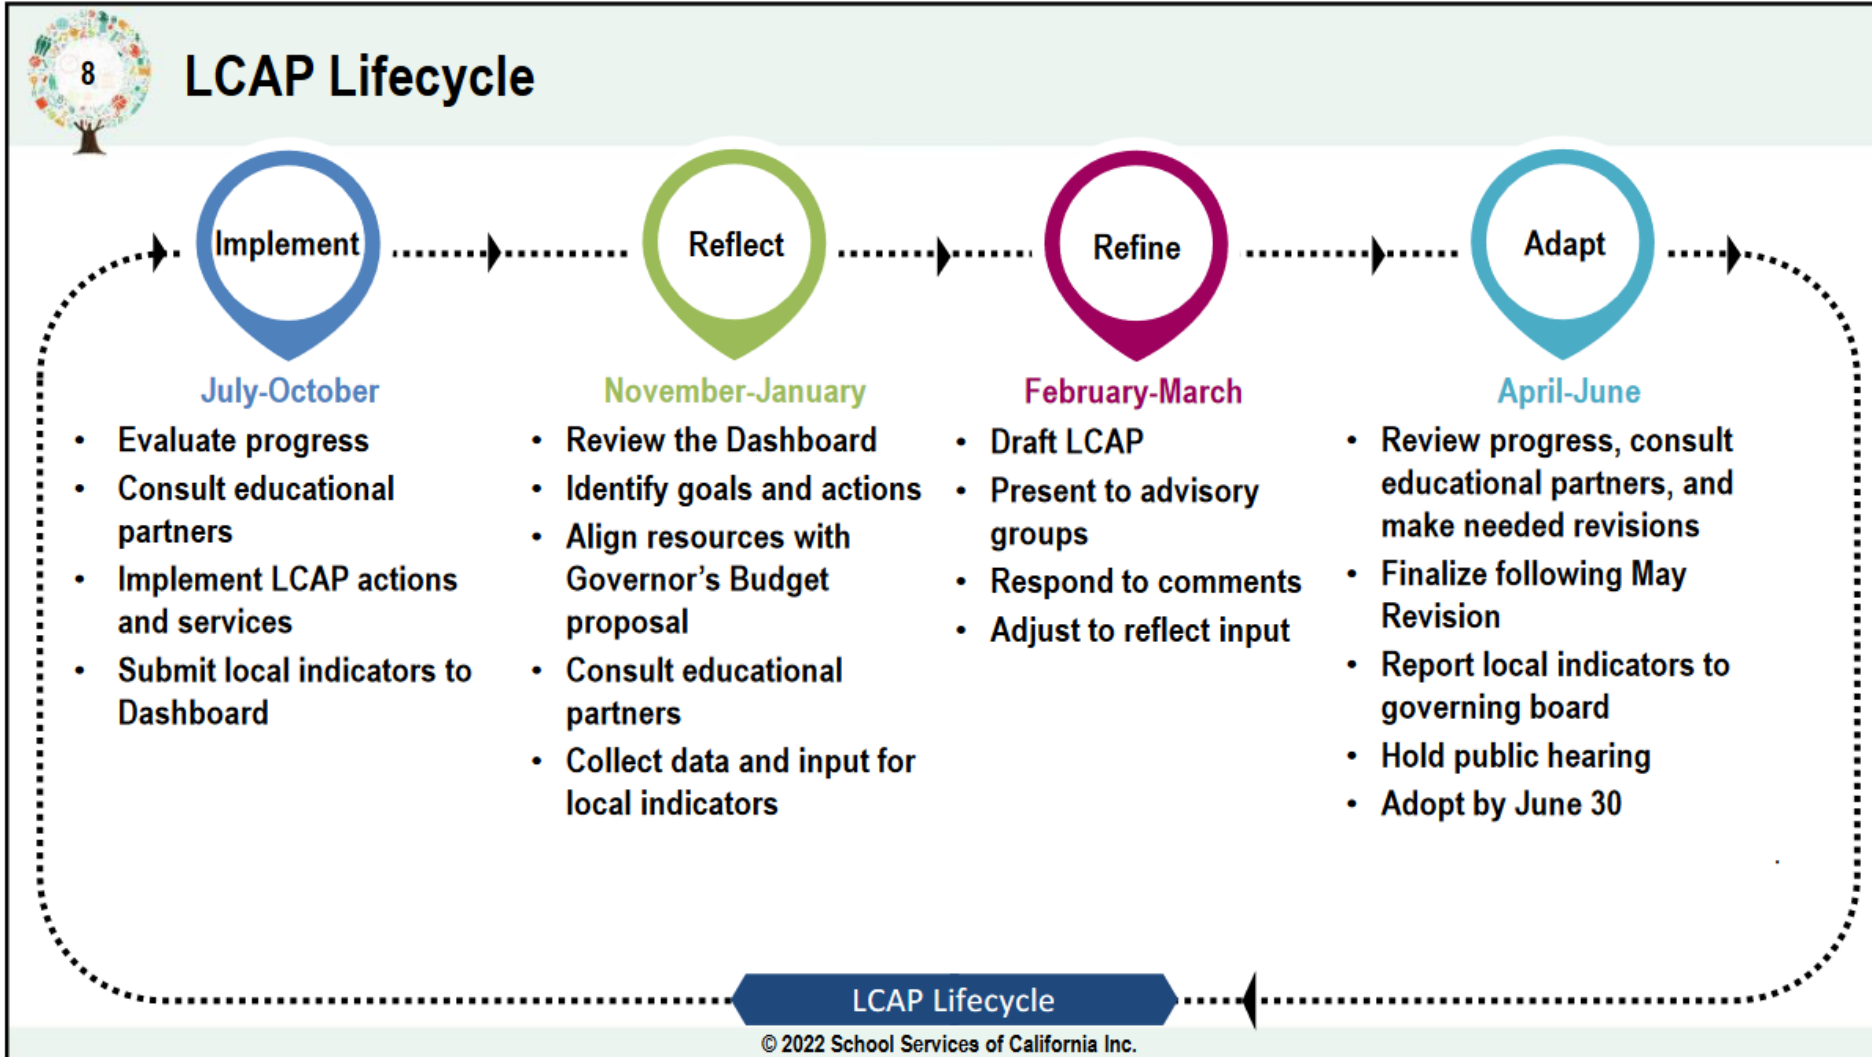 8
LCAP Lifecycle
Implement
July-October
• Evaluate progress
• Consult educational
partners
• Implement LCAP actions
and services
• Submit local indicators to
Dashboard
Reflect
November-January
• Review the Dashboard
• Identify goals and actions
• Align resources with
Governor's Budget
proposal
• Consult educational
partners
• Collect data and input for
local indicators
Refine
February-March
• Draft LCAP
• Present to advisory
groups
• Respond to comments
• Adjust to reflect input
Adapt
April-June
• Review progress, consult
educational partners, and
make needed revisions
• Finalize following May
Revision
• Report local indicators to
governing board
• Hold public hearing
• Adopt by June 30
LCAP Lifecycle
© 2022 School Services of California Inc.